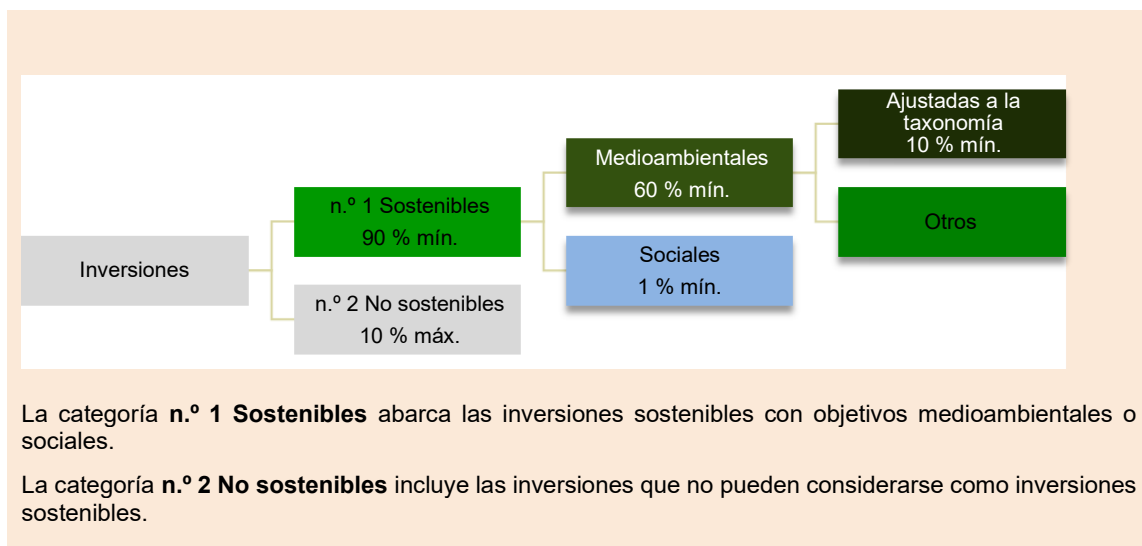 Inversiones
n.º 1 Sostenibles
90 % mín.
n.º 2 No sostenibles
10 % máx.
Medioambientales
60 % mín.
Sociales
1 % mín.
Ajustadas a la
taxonomía
10 % mín.
Otros
La categoría n.º 1 Sostenibles abarca las inversiones sostenibles con objetivos medioambientales o
sociales.
La categoría n.º 2 No sostenibles incluye las inversiones que no pueden considerarse como inversiones
sostenibles.